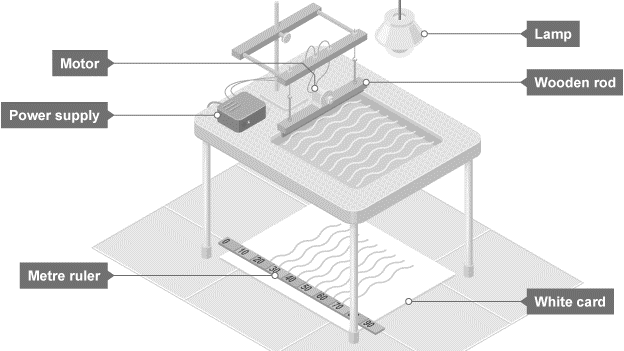 Lamp
Motor
Wooden rod
Power supply
0 10 20 30 40 50 60 70 80 90
Metre ruler
White card